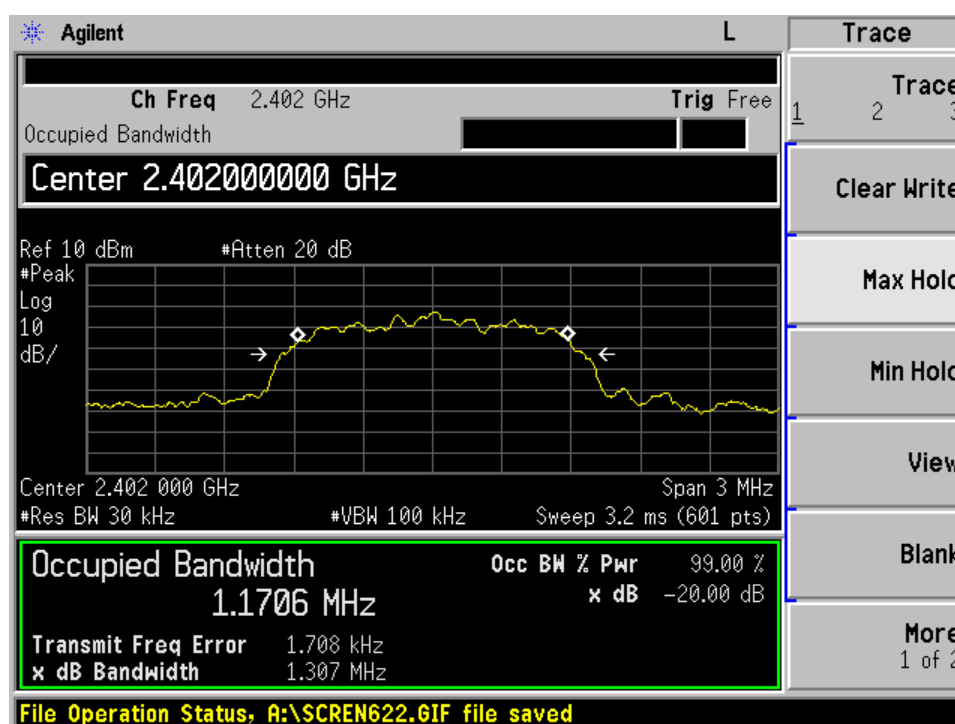 Agilent
L
Trace
Ch Freq 2.402 GHz
Trig Free
Occupied Bandwidth
Center 2.402000000 GHz
Ref 10 dBm
#Atten 20 dB
#Peak
Log
10
dB/
Center 2.402 000 GHz
Span 3 MHz
#Res BW 30 kHz
#VBW 100 kHz
Sweep 3.2 ms (601 pts)
Occupied Bandwidth
1.1706 MHz
Occ BW % Pwr 99.00 %
x dB -20.00 dB
Transmit Freq Error 1.708 kHz
x dB Bandwidth 1.307 MHz
File Operation Status, A:\SCREN622.GIF file saved
Trace
1 2 3
Clear Write
Max Hold
Min Hold
View
Blank
More
1 of 2